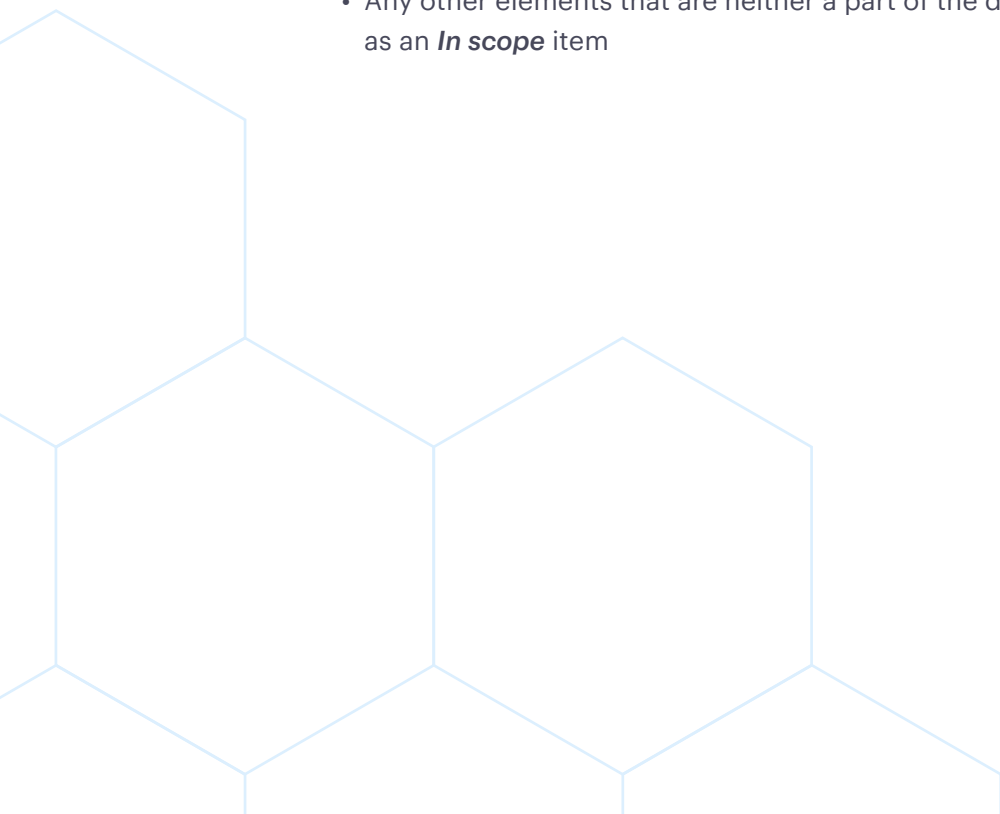 • Any other elements that are neither a part of the
as an In scope item